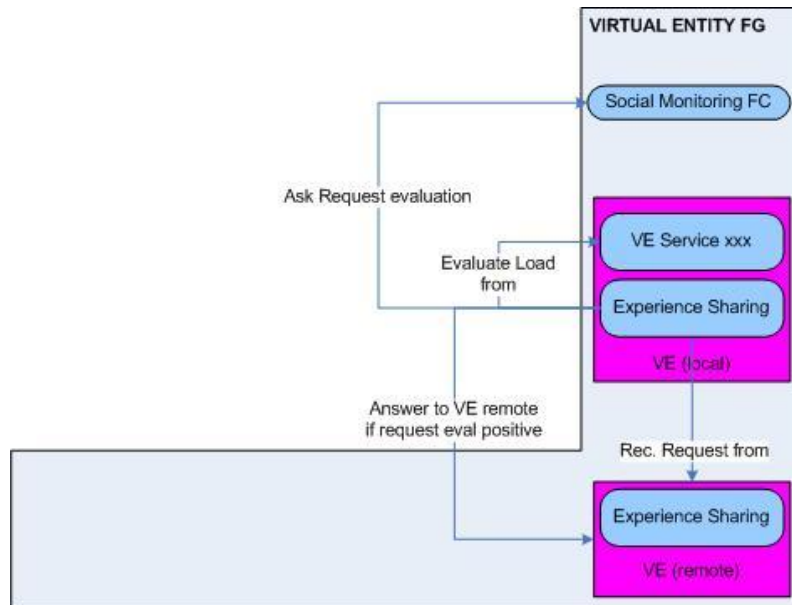 VIRTUAL ENTITY FG
Social Monitoring FC
Ask Request evaluation
VE Service xxx
Evaluate Load
from
Experience Sharing
VE (local)
Answer to VE remote
if request eval positive
Rec. Request from
Experience Sharing
VE (remote)